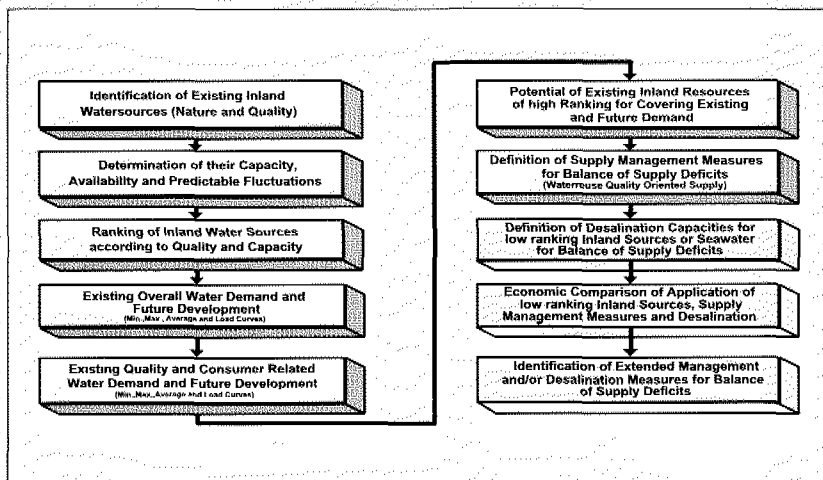 Identification of Existing Inland
Watersources (Nature and Quality)
Determination of their Capacity,
Availability and Predictable Fluctuations
Ranking of Inland Water Sources
according to Quality and Capacity
Existing Overall Water Demand and
Future Development
(Min.,Max., Average and Load Curves)
Existing Quality and Consumer Related
Water Demand and Future Development
(Min.,Max.,Average and Load Curves)
Potential of Existing Inland Resources
of high Ranking for Covering Existing
and Future Demand
Definition of Supply Management Measures
for Balance of Supply Deficits
(Waterreuse Quality Oriented Supply)
Definition of Desalination Capacities for
low ranking Inland Sources or Seawater
for Balance of Supply Deficits
Economic Comparison of Application of
low ranking Inland Sources, Supply
Management Measures and Desalination
Identification of Extended Management
and/or Desalination Measures for Balance
of Supply Deficits